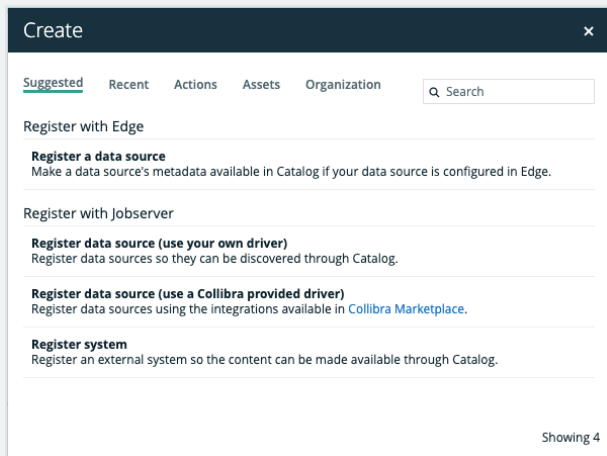 Create
×
Suggested Recent Actions Assets Organization Search
Register with Edge
Register a data source
Make a data source's metadata available in Catalog if your data source is configured in Edge.
Register with Jobserver
Register data source (use your own driver)
Register data sources so they can be discovered through Catalog.
Register data source (use a Collibra provided driver)
Register data sources using the integrations available in Collibra Marketplace.
Register system
Register an external system so the content can be made available through Catalog.
Showing 4